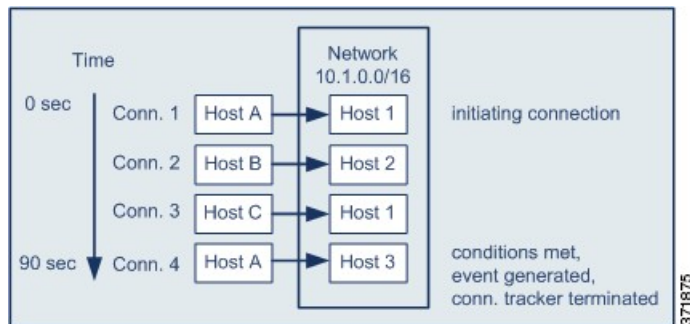 Time
Network
10.1.0.0/16
0 sec
Conn. 1 Host A Host 1 initiating connection
Conn. 2 Host B Host 2
Conn. 3 Host C Host 1
90 sec Conn. 4 Host A Host 3 conditions met,
event generated,
conn. tracker terminated
371875